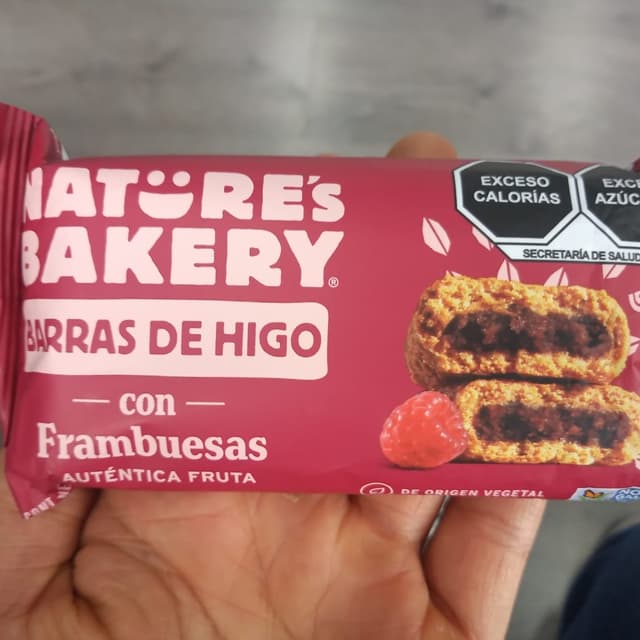 NATURE'S
BAKERY®
BARRAS DE HIGO
con
Frambuesas
AUTÉNTICA FRUTA
EXCESO
CALORÍAS
SECRETARÍA DE SALUD
DE ORIGEN VEGETAL